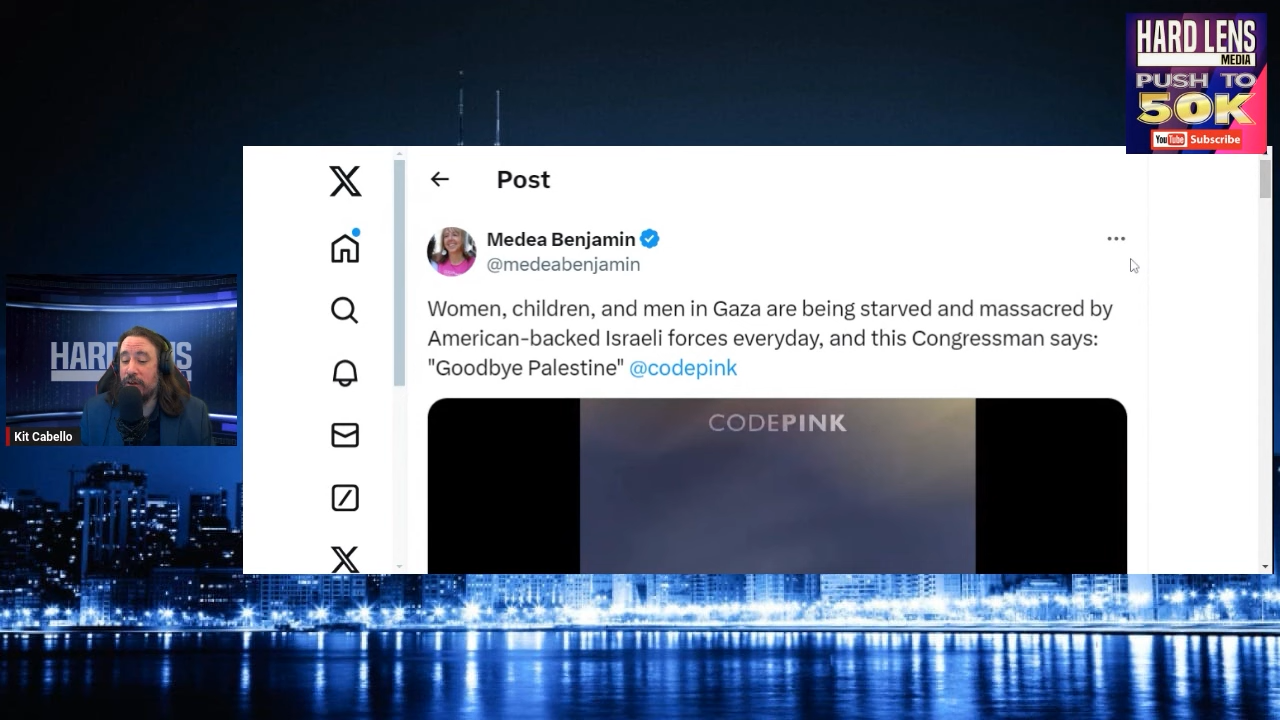 HARD LENS
MEDIA
PUSH TO
50K
YouTube Subscribe
Post
Medea Benjamin
@medeabenjamin
Women, children, and men in Gaza are being starved and massacred by
American-backed Israeli forces everyday, and this Congressman says:
"Goodbye Palestine" @codepink
CODEPINK
Kit Cabello